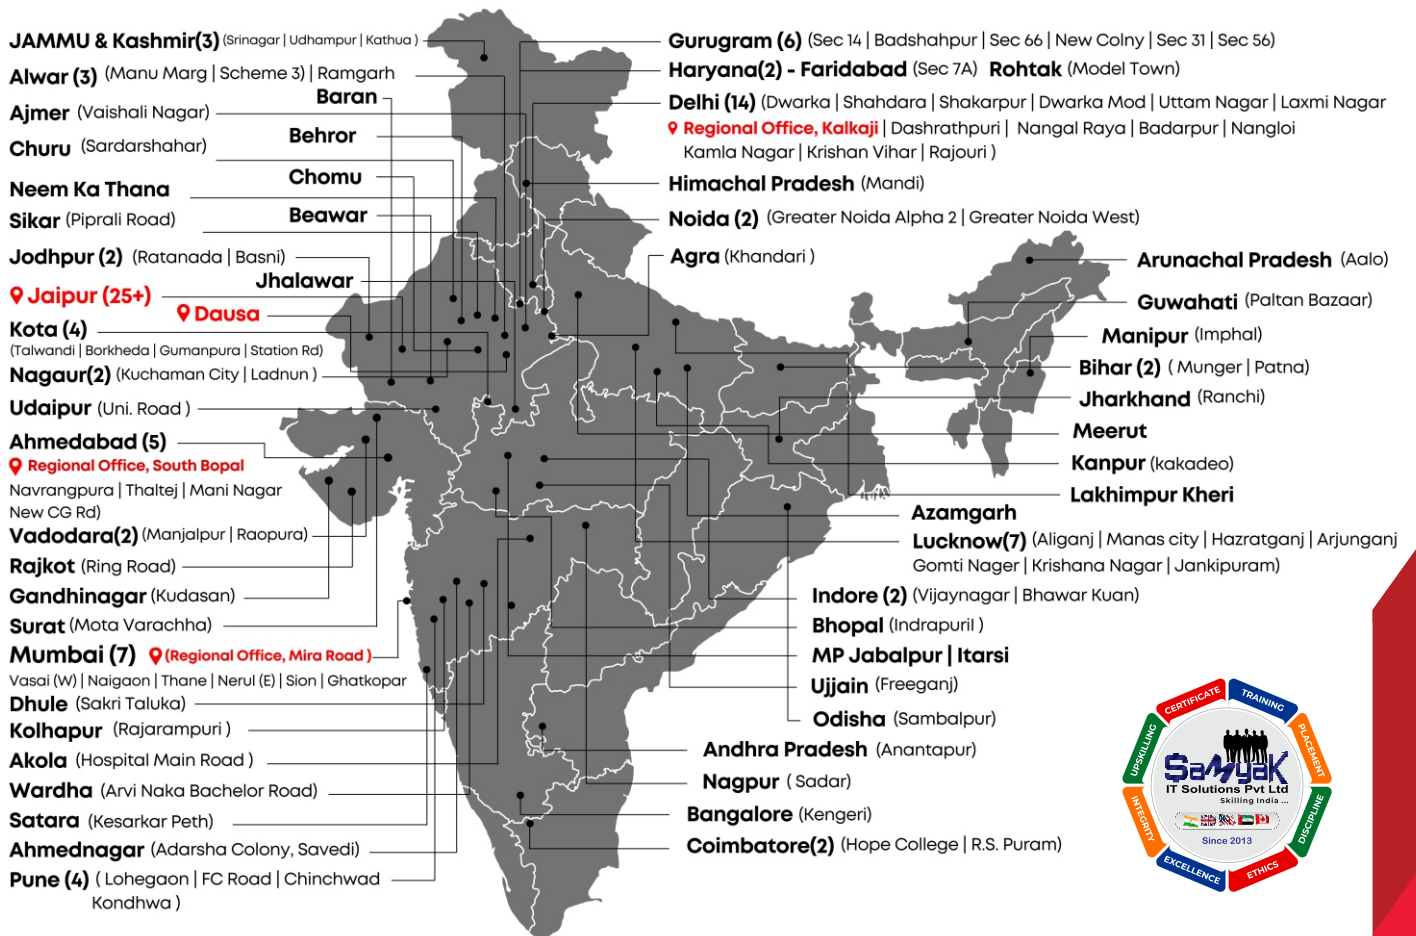 JAMMU & Kashmir(3) (Srinagar | Udhampur | Kathua )
Alwar (3) (Manu Marg | Scheme 3) | Ramgarh
Baran
Ajmer (Vaishali Nagar)
Behror
Churu (Sardarshahar)
Chomu
Neem Ka Thana
Beawar
Sikar (Piprali Road)
Jodhpur (2) (Ratanada | Basni)
Jhalawar
Jaipur (25+)
Dausa
Kota (4)
(Talwandi | Borkheda | Gumanpura | Station Rd)
Nagaur(2) (Kuchaman City | Ladnun )
Udaipur (Uni. Road )
Ahmedabad (5)
Regional Office, South Bopal
Navrangpura | Thaltej | Mani Nagar
New CG Rd)
Vadodara(2) (Manjalpur | Raopura)
Rajkot (Ring Road)
Gandhinagar (Kudasan)
Surat (Mota Varachha)
Mumbai (7) (Regional Office, Mira Road )
Vasai (W) | Naigaon | Thane | Nerul (E) | Sion | Ghatkopar
Dhule (Sakri Taluka)
Kolhapur (Rajarampuri )
Akola (Hospital Main Road )
Wardha (Arvi Naka Bachelor Road)
Satara (Kesarkar Peth)
Ahmednagar (Adarsha Colony, Savedi)
Pune (4) ( Lohegaon | FC Road | Chinchwad
Kondhwa )
Gurugram (6) (Sec 14 | Badshahpur | Sec 66 | New Colny | Sec 31 | Sec 56)
Haryana(2) - Faridabad (Sec 7A) Rohtak (Model Town)
Delhi (14) (Dwarka | Shahdara | Shakarpur | Dwarka Mod | Uttam Nagar | Laxmi Nagar
Regional Office, Kalkaji | Dashrathpuri | Nangal Raya | Badarpur | Nangloi
Kamla Nagar | Krishan Vihar | Rajouri )
Himachal Pradesh (Mandi)
Noida (2) (Greater Noida Alpha 2 | Greater Noida West)
Agra (Khandari )
Arunachal Pradesh (Aalo)
Guwahati (Paltan Bazaar)
Manipur (Imphal)
Bihar (2) ( Munger | Patna)
Jharkhand (Ranchi)
Meerut
Kanpur (kakadeo)
Lakhimpur Kheri
Azamgarh
Lucknow(7) (Aliganj | Manas city | Hazratganj | Arjunganj
Gomti Nager | Krishana Nagar | Jankipuram)
Indore (2) (Vijaynagar | Bhawar Kuan)
Bhopal (Indrapuril )
MP Jabalpur | Itarsi
Ujjain (Freeganj)
Odisha (Sambalpur)
Andhra Pradesh (Anantapur)
Nagpur ( Sadar)
Bangalore (Kengeri)
Coimbatore(2) (Hope College | R.S. Puram)
CERTIFICATE
TRAINING
PLACEMENT
DISCIPLINE
ETHICS
EXCELLENCE
INTEGRITY
UPSKILLING
SaMyaK
IT Solutions Pvt Ltd
Skilling India ...
Since 2013